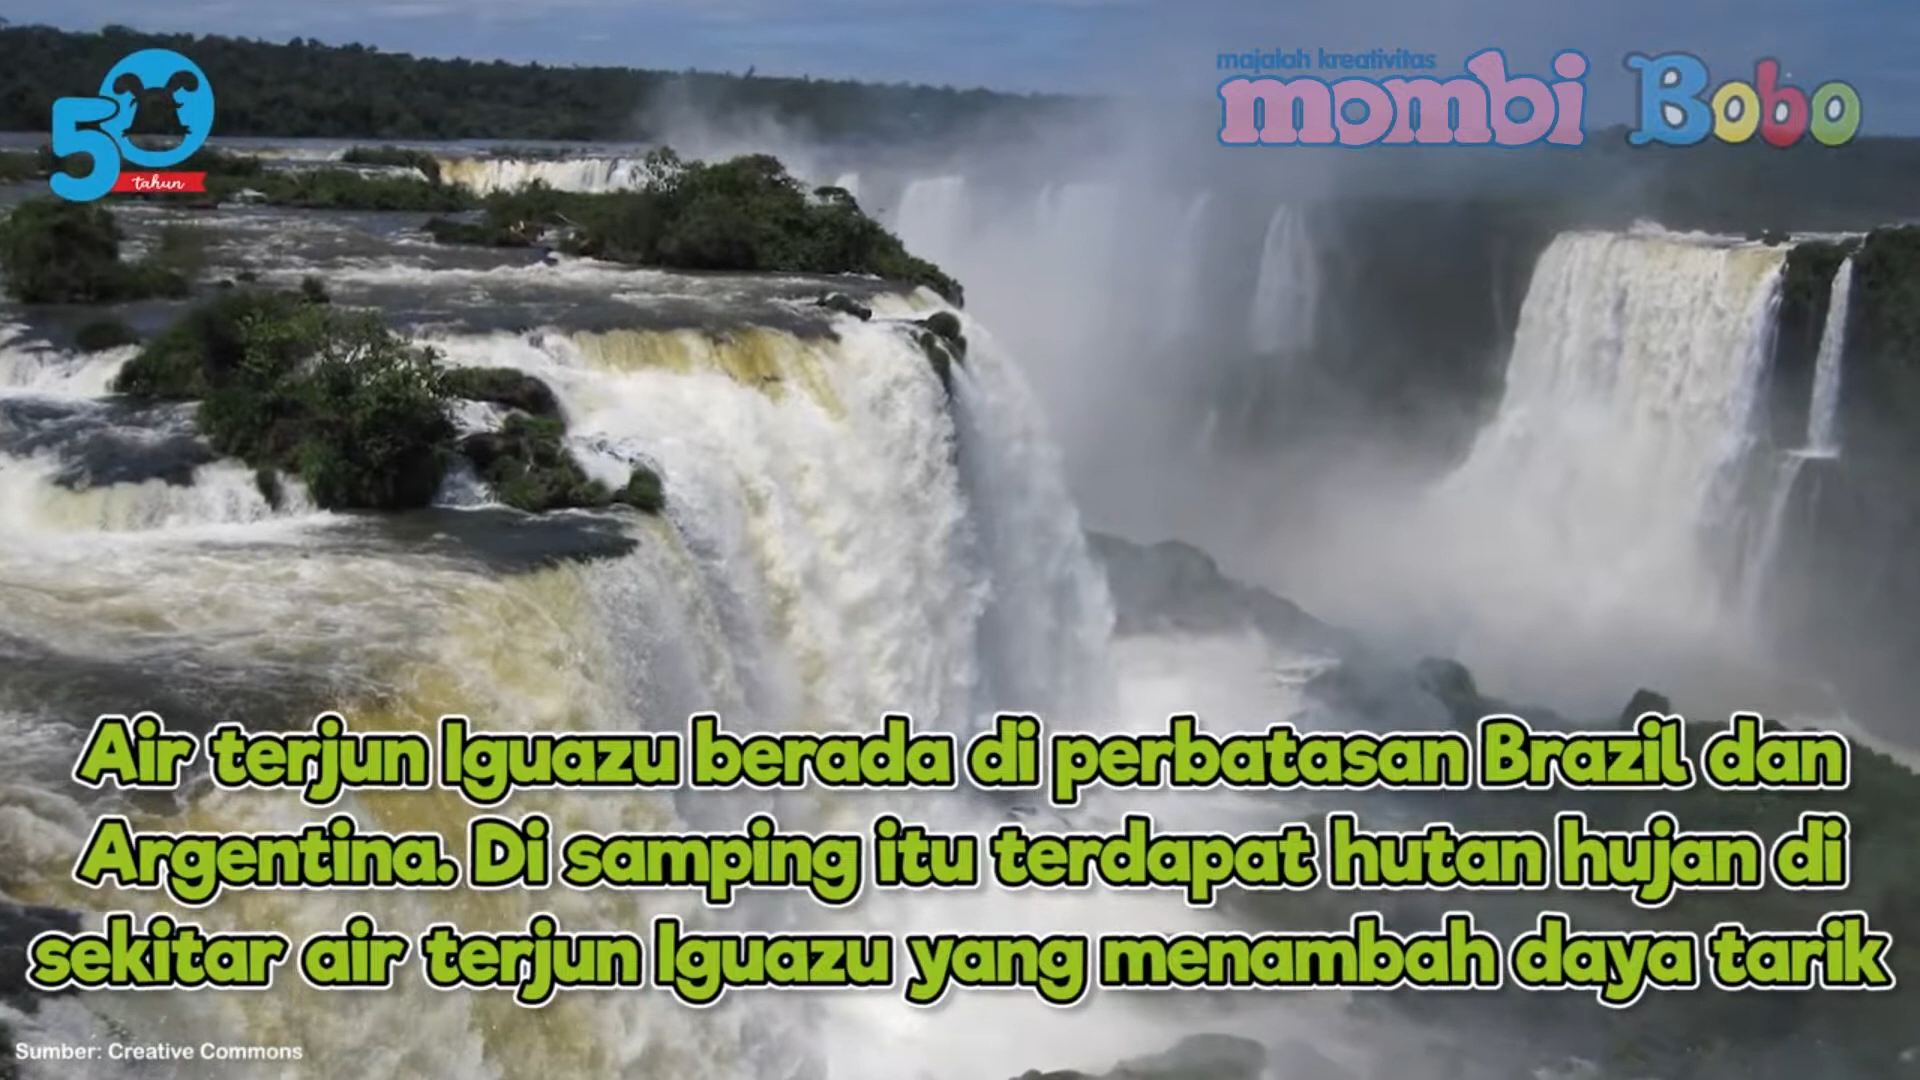 50
tahun
majalah kreativitas
mombi
Bobo
Air terjun Iguazu berada di perbatasan Brazil dan
Argentina. Di samping itu terdapat hutan hujan di
sekitar air terjun Iguazu yang menambah daya tarik
Sumber: Creative Commons